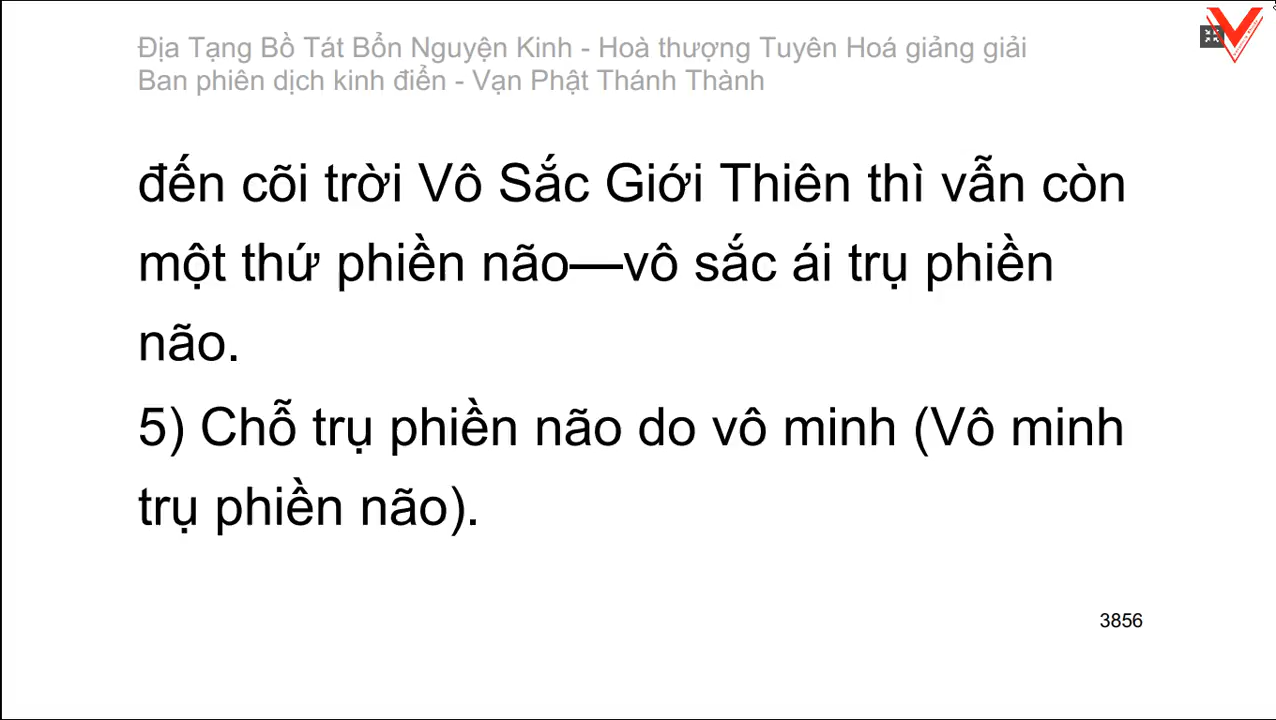 Địa Tạng Bồ Tát Bổn Nguyện Kinh - Hoà thượng Tuyên Hoá giảng giải
Ban phiên dịch kinh điển - Vạn Phật Thánh Thành
đến cõi trời Vô Sắc Giới Thiên thì vẫn còn
một thứ phiền não—vô sắc ái trụ phiền
não.
5) Chỗ trụ phiền não do vô minh (Vô minh
trụ phiền não).
3856